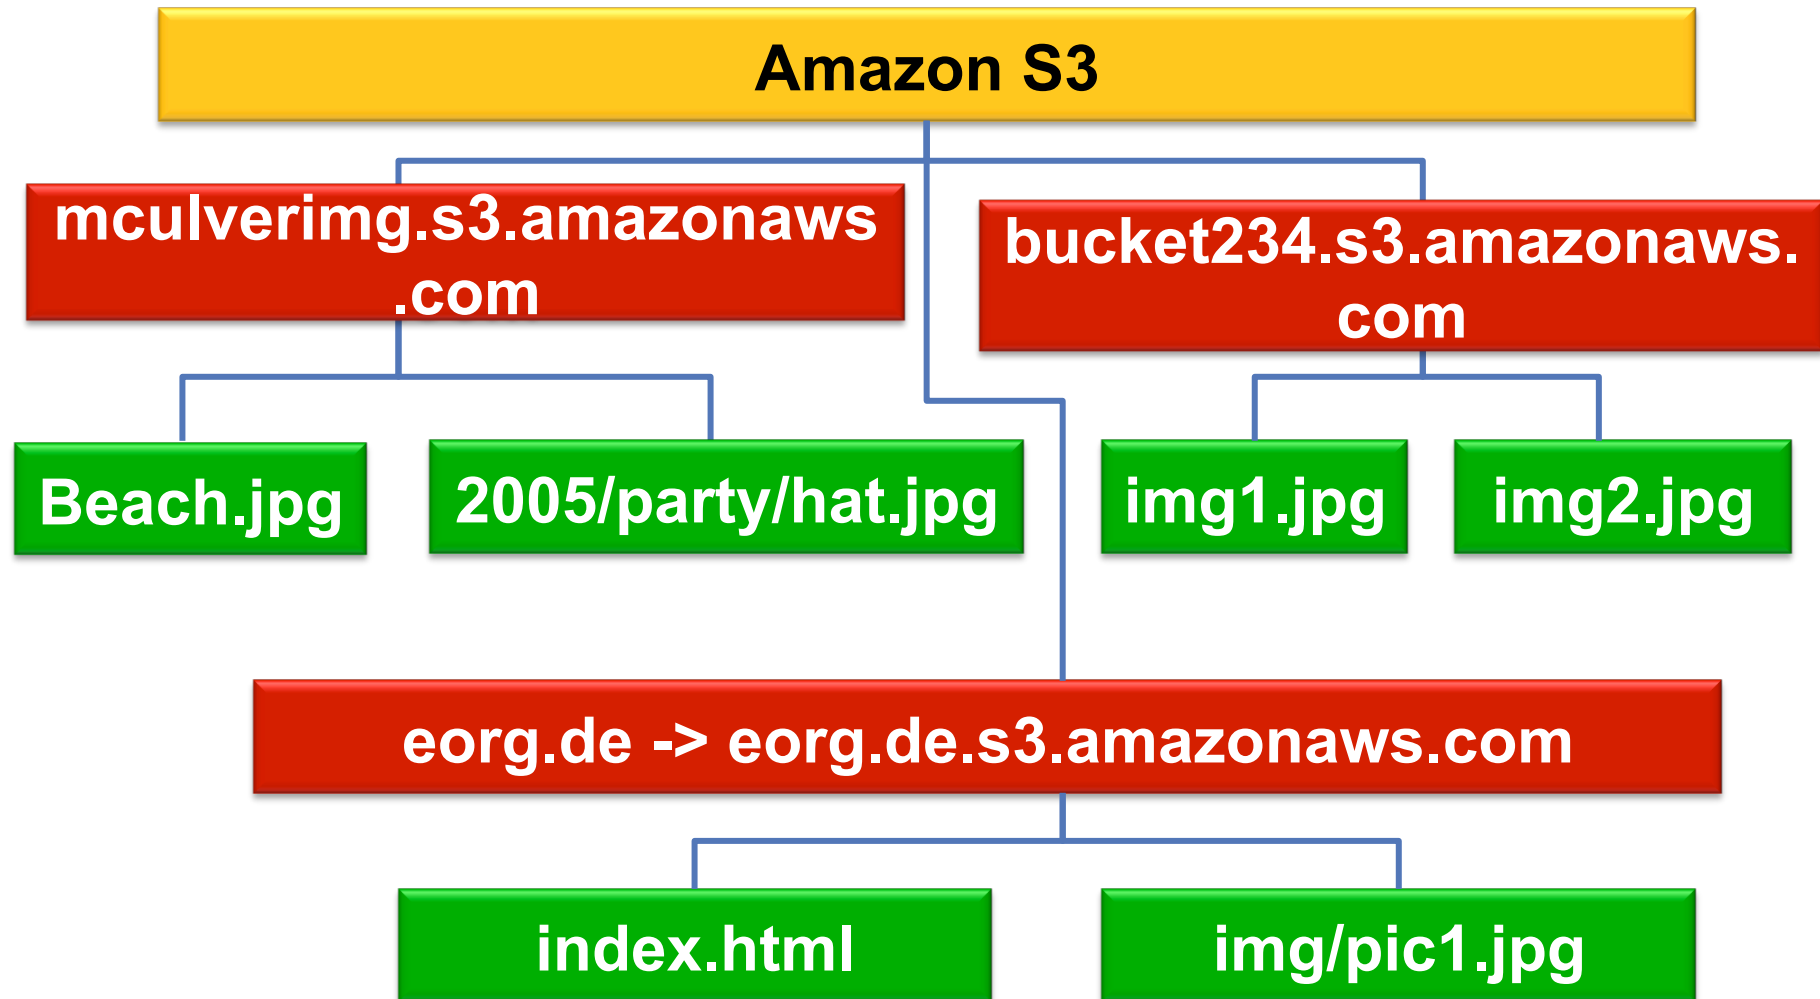 Amazon S3
mculverimg.s3.amazonaws
.com
bucket234.s3.amazonaws.
com
Beach.jpg
2005/party/hat.jpg
img1.jpg
img2.jpg
eorg.de -> eorg.de.s3.amazonaws.com
index.html
img/pic1.jpg